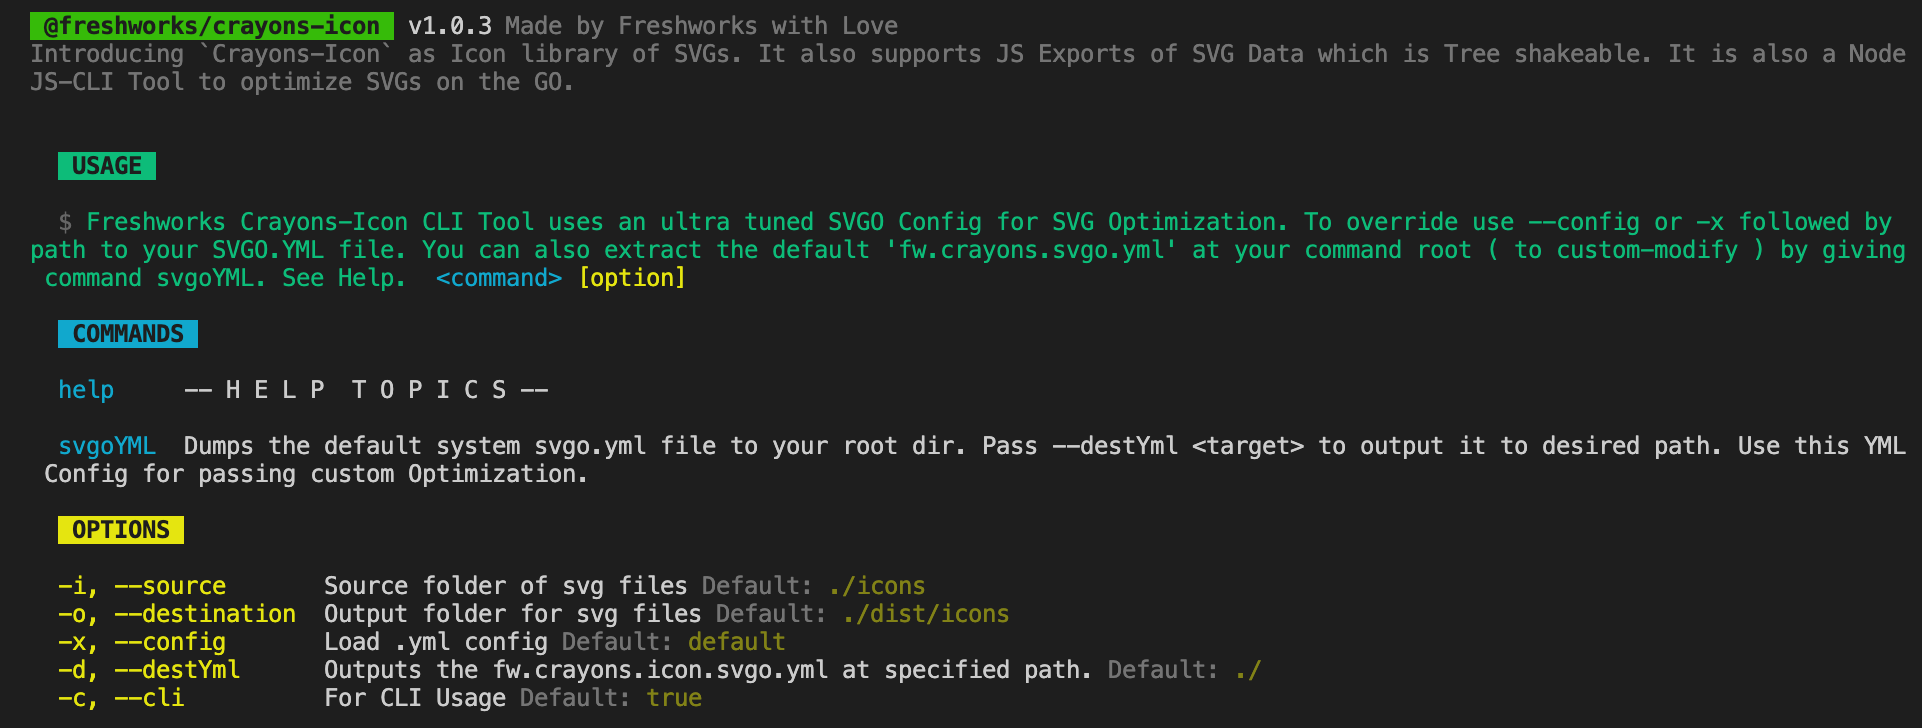 @freshworks/crayons-icon v1.0.3 Made by Freshworks with Love
Introducing `Crayons-Icon` as Icon library of SVGs. It also supports JS Exports of SVG Data which is Tree shakeable. It is also a Node
JS-CLI Tool to optimize SVGs on the GO.
USAGE
$ Freshworks Crayons-Icon CLI Tool uses an ultra tuned SVGO Config for SVG Optimization. To override use --config or -x followed by
path to your SVGO.YML file. You can also extract the default 'fw.crayons.svgo.yml' at your command root ( to custom-modify ) by giving
command svgoYML. See Help.  <command> [option]
COMMANDS
help     -- H E L P  T O P I C S --
svgoYML  Dumps the default system svgo.yml file to your root dir. Pass --destYml <target> to output it to desired path. Use this YML
Config for passing custom Optimization.
OPTIONS
-i, --source       Source folder of svg files Default: ./icons
-o, --destination  Output folder for svg files Default: ./dist/icons
-x, --config       Load .yml config Default: default
-d, --destYml      Outputs the fw.crayons.icon.svgo.yml at specified path. Default: ./
-c, --cli          For CLI Usage Default: true